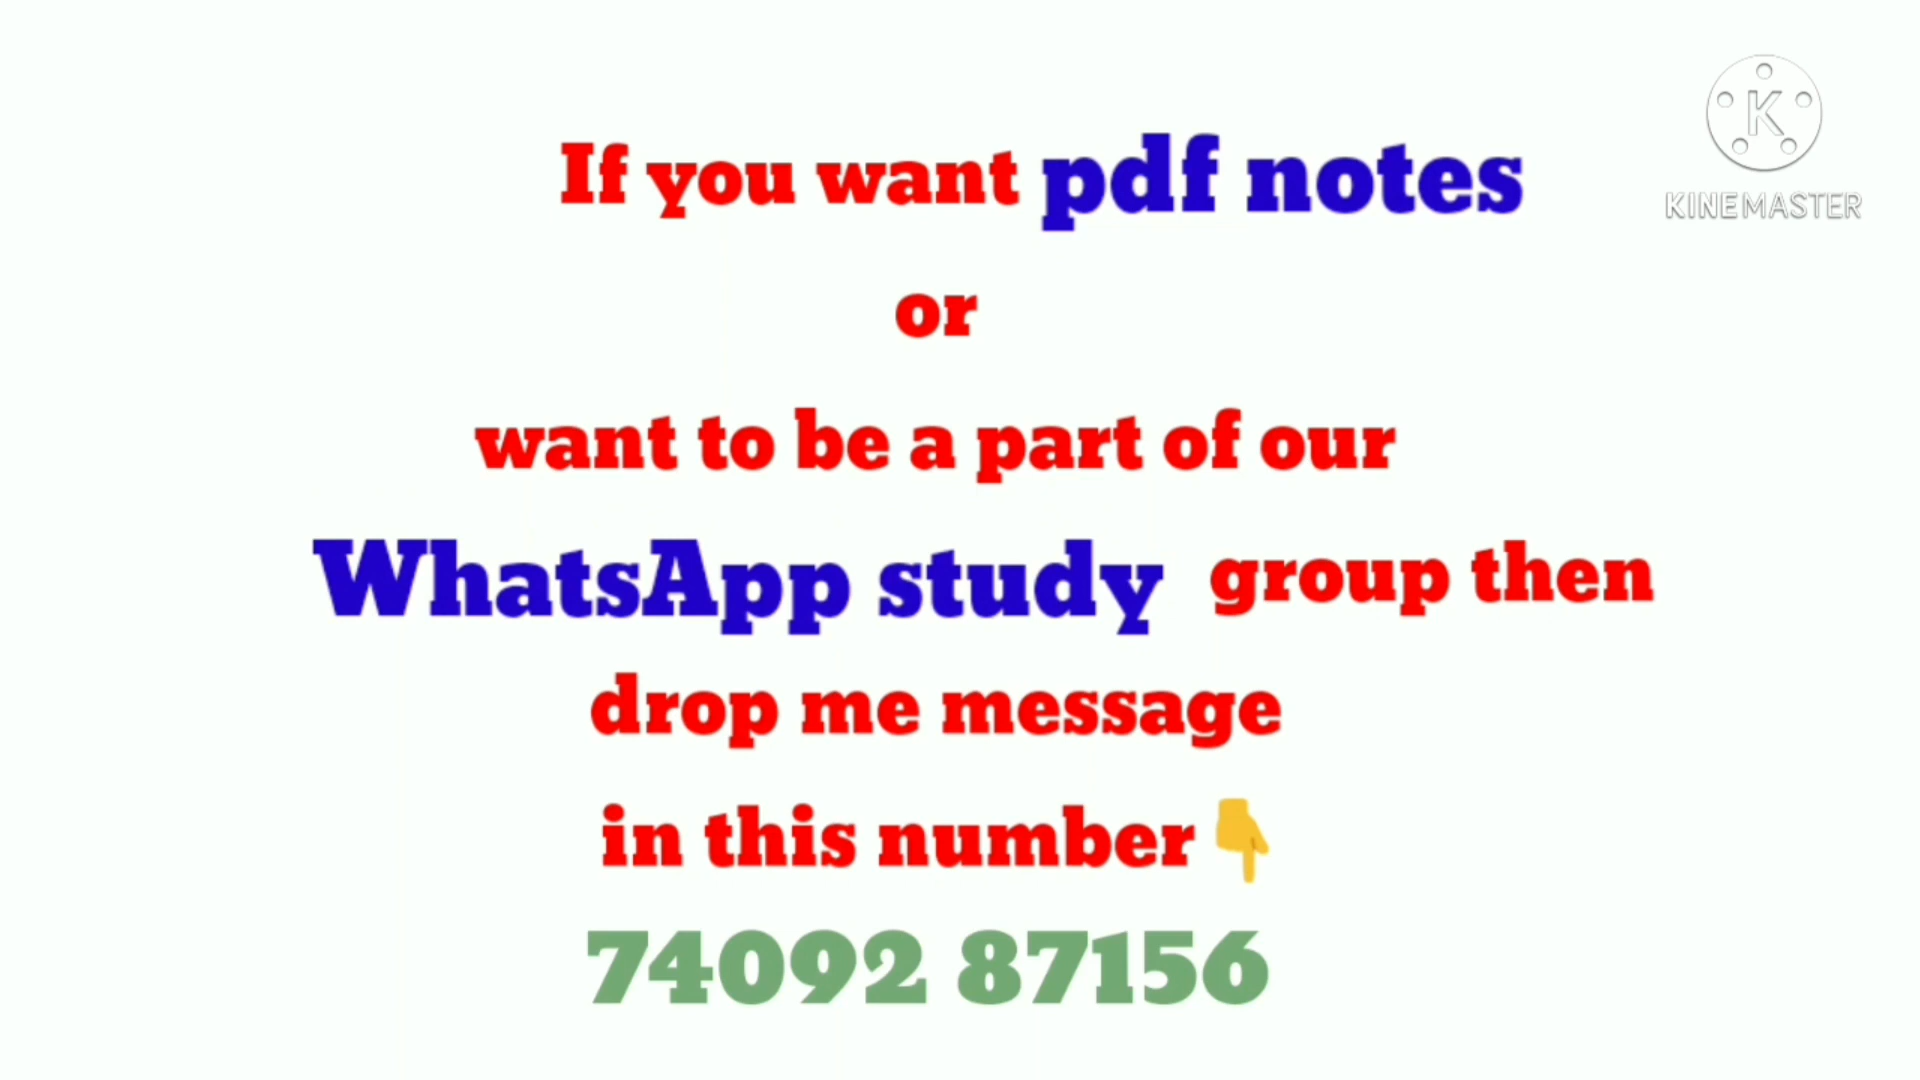 If you want pdf notes
or
want to be a part of our
WhatsApp study group then
drop me message
in this number👇
74092 87156
K
KINEMASTER